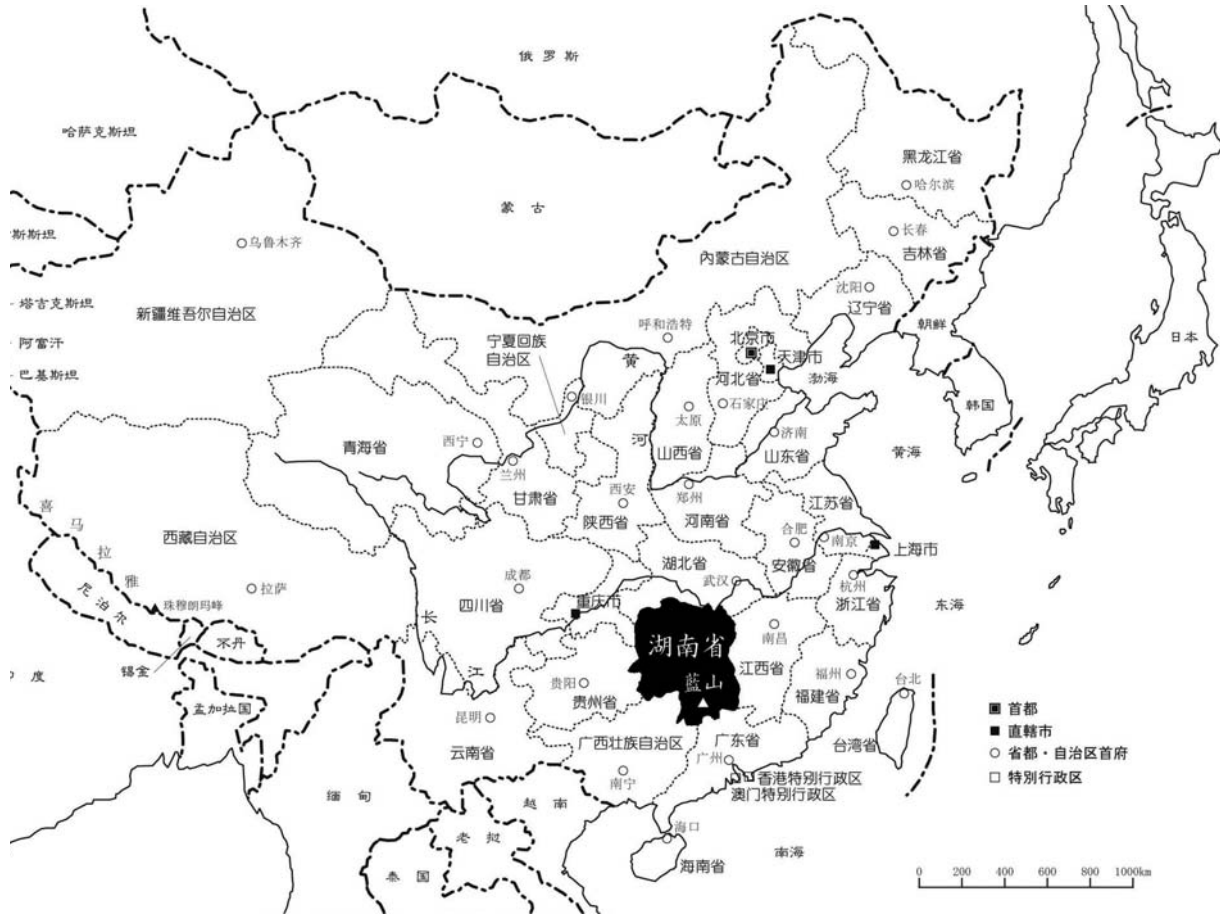 俄罗斯
哈萨克斯坦
黑龙江省
哈尔滨
蒙古
斯斯坦
乌鲁木齐
长春
吉林省
内蒙古自治区
沈阳
辽宁省
塔吉克斯坦
新疆维吾尔自治区
朝鲜
呼和浩特
北京市
日本
阿富汗
宁夏回族
自治区
黄
天津市
巴基斯坦
河北省
渤海
银川
石家庄
韩国
太原
青海省
西宁
河
济南
黄海
山西省
山东省
兰州
甘肃省
西安
郑州
江苏省
喜
马
拉
雅
陕西省
河南省
西藏自治区
合肥
南京
上海市
湖北省
安徽省
成都
武汉
杭州
拉萨
四川省
重庆市
浙江省
东海
尼泊尔
珠穆朗玛峰
长
江
南昌
湖南省
蓝山
不丹
锡金
江西省
度
贵阳
贵州省
福州
福建省
台北
孟加拉国
昆明
首都
云南省
广西壮族自治区
广东省
直辖市
台湾省
广州
省都・自治区首府
南宁
香港特别行政区
特别行政区
澳门特别行政区
缅甸
越南
海口
老挝
海南省
南海
泰国
0 200 400 600 800 1000km